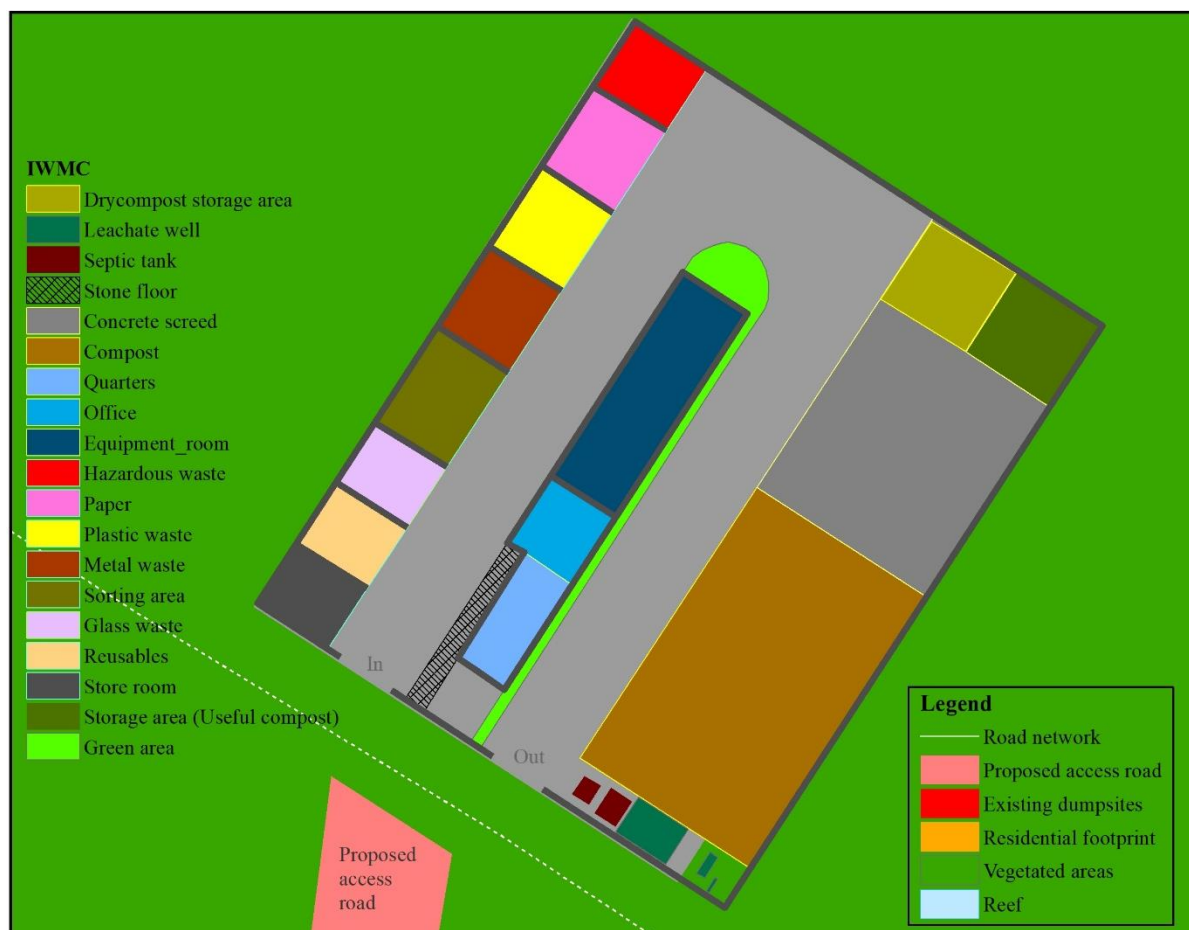 IWMC
Drycompost storage area
Leachate well
Septic tank
Stone floor
Concrete screed
Compost
Quarters
Office
Equipment_room
Hazardous waste
Paper
Plastic waste
Metal waste
Sorting area
Glass waste
Reusables
Store room
Storage area (Useful compost)
Green area
In
Out
Proposed
access
road
Legend
Road network
Proposed access road
Existing dumpsites
Residential footprint
Vegetated areas
Reef